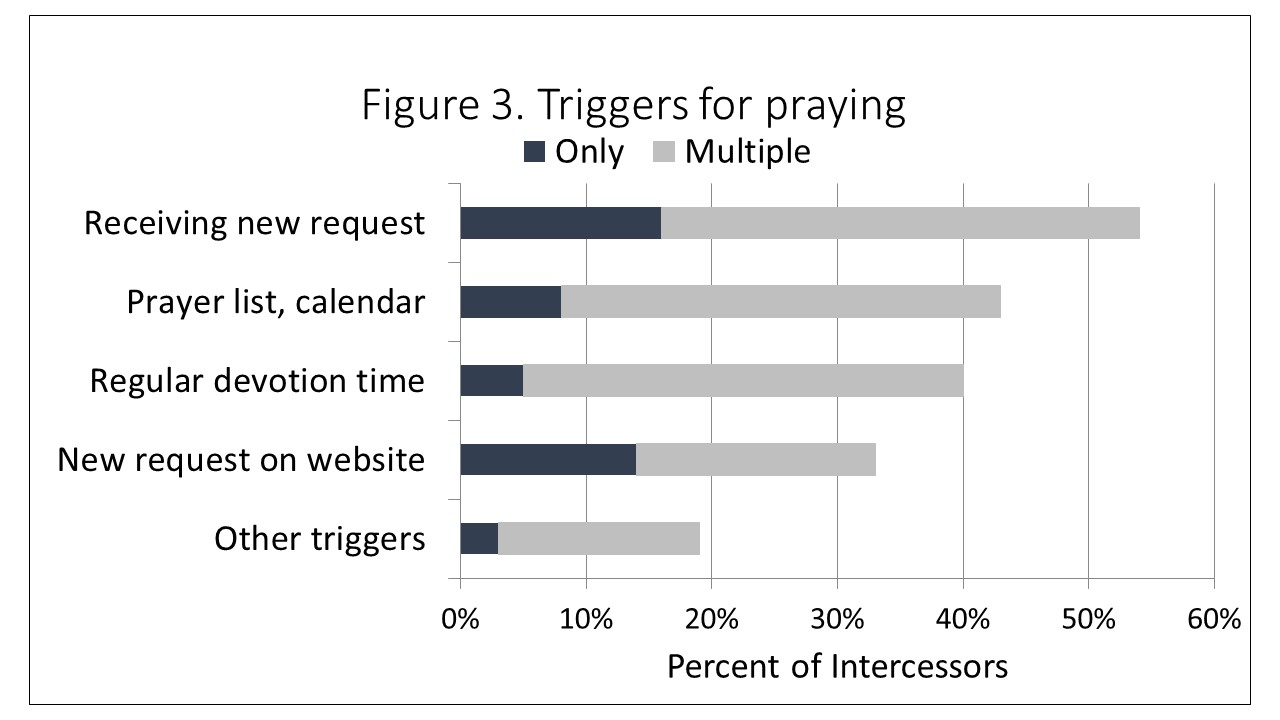 Figure 3. Triggers for praying
Only Multiple
Receiving new request
Prayer list, calendar
Regular devotion time
New request on website
Other triggers
0% 10% 20% 30% 40% 50% 60%
Percent of Intercessors